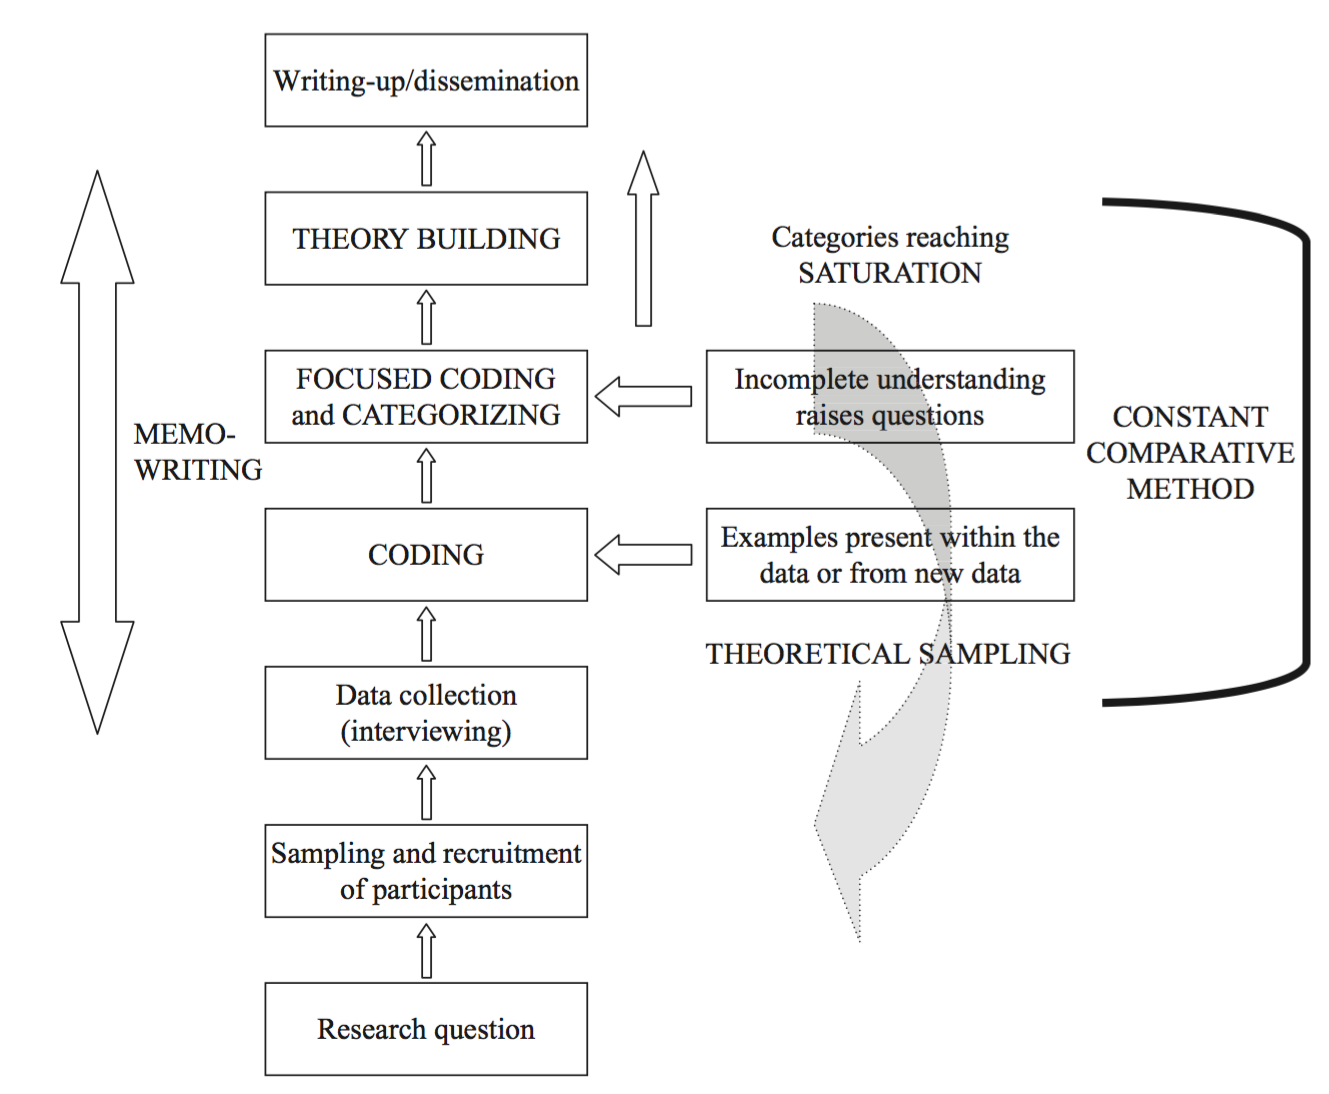 Writing-up/dissemination
THEORY BUILDING
Categories reaching
SATURATION
FOCUSED CODING
and CATEGORIZING
Incomplete understanding
raises questions
MEMO-
WRITING
CONSTANT
COMPARATIVE
METHOD
CODING
Examples present within the
data or from new data
THEORETICAL SAMPLING
Data collection
(interviewing)
Sampling and recruitment
of participants
Research question